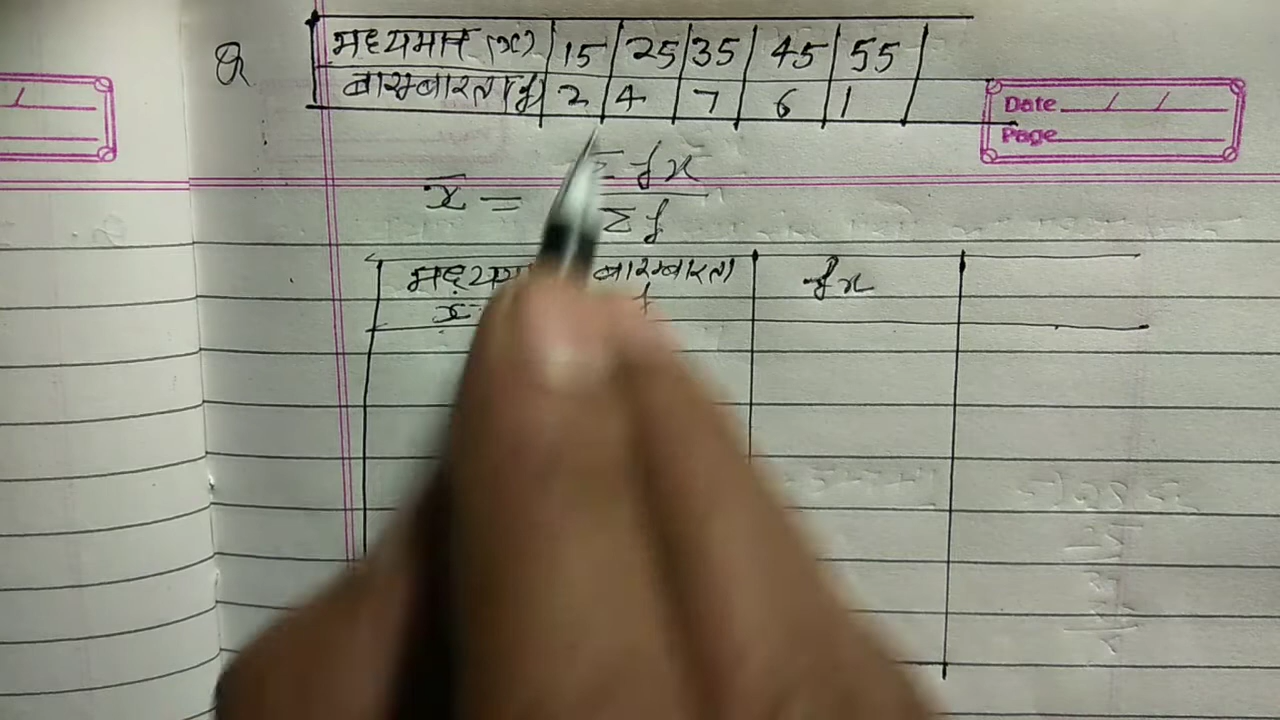 Q मध्यमान (x) 15 25 35 45 55
बारम्बारता f 2 4 7 6 1
Date / /
Page
x̄ = Σfx
Σf
बारम्बारता fx
x f